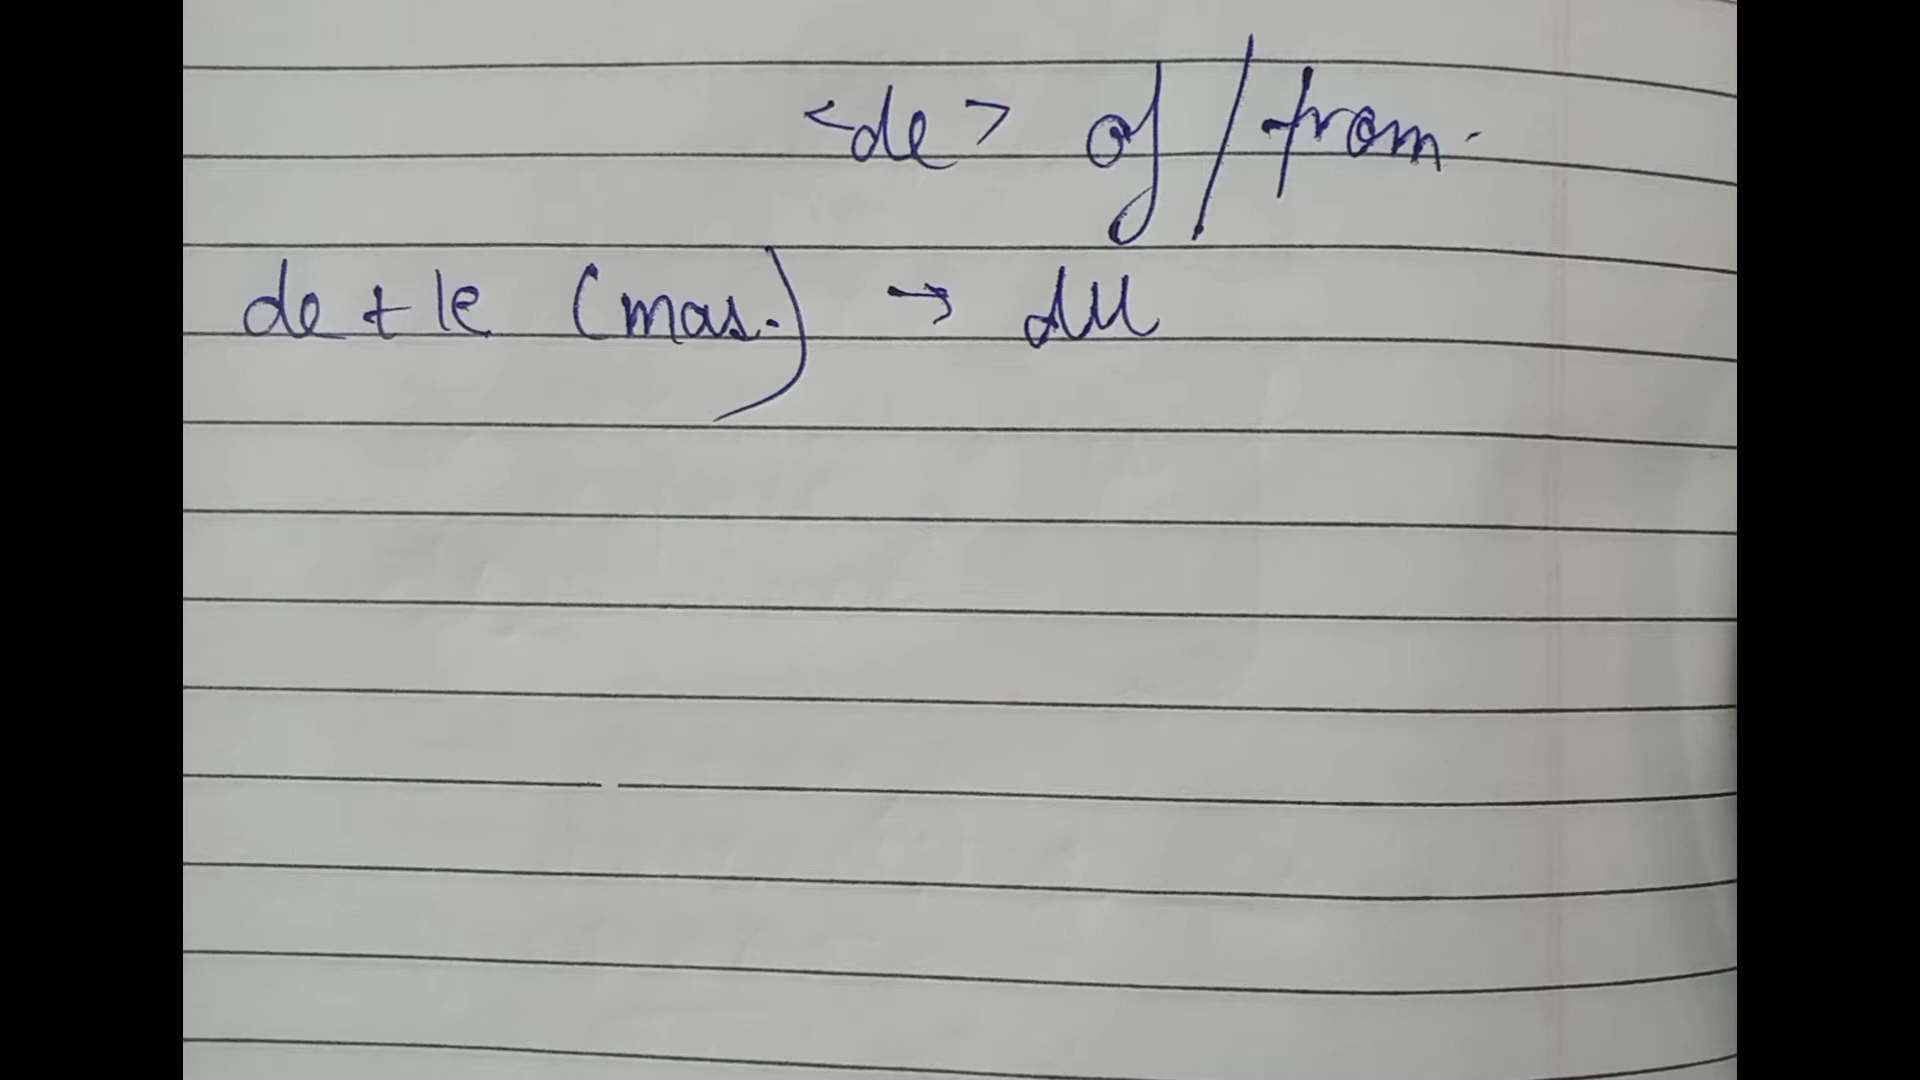 <de> of / from.
de + le (mas.) → du